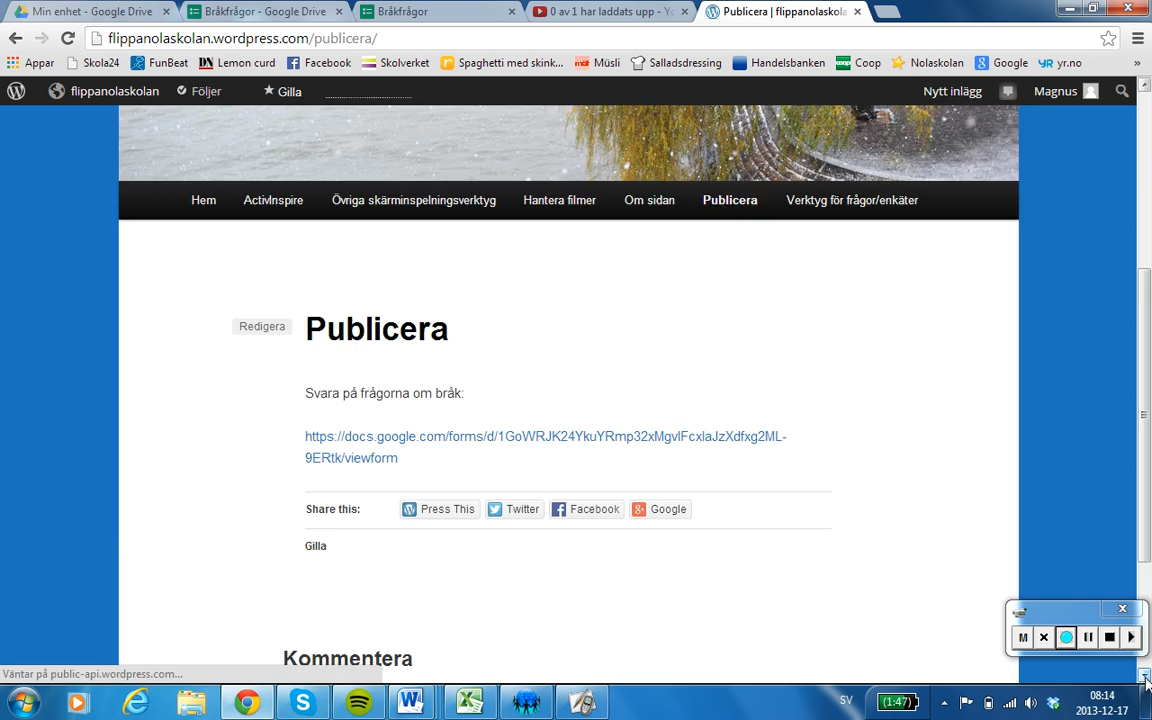 Min enhet - Google Drive
Bråkfrågor - Google Drive
Bråkfrågor
0 av 1 har laddats upp - Yo
Publicera | flippanolaskola
flippanolaskolan.wordpress.com/publicera/
Appar
Skola24
FunBeat
Lemon curd
Facebook
Skolverket
Spaghetti med skink...
Müsli
Salladsdressing
Handelsbanken
Coop
Nolaskolan
Google
yr.no
»
flippanolaskolan
Följer
Gilla
Nytt inlägg
Magnus
Hem
ActivInspire
Övriga skärminspelningsverktyg
Hantera filmer
Om sidan
Publicera
Verktyg för frågor/enkäter
Redigera
Publicera
Svara på frågorna om bråk:
https://docs.google.com/forms/d/1GoWRJK24YkuYRmp32xMgvlFcxlaJzXdfxg2ML-
9ERtk/viewform
Share this:
Press This
Twitter
Facebook
Google
Gilla
Kommentera
M
Väntar på public-api.wordpress.com...
SV
(1:47)
08:14
2013-12-17